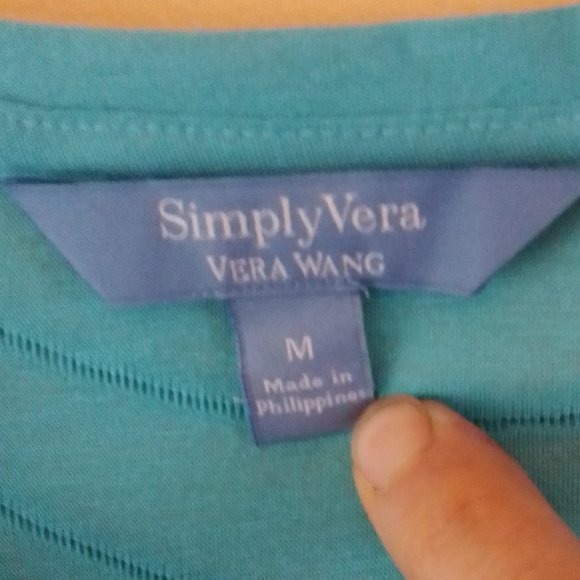 SimplyVera
VERA WANG
M
Made in
Philippines